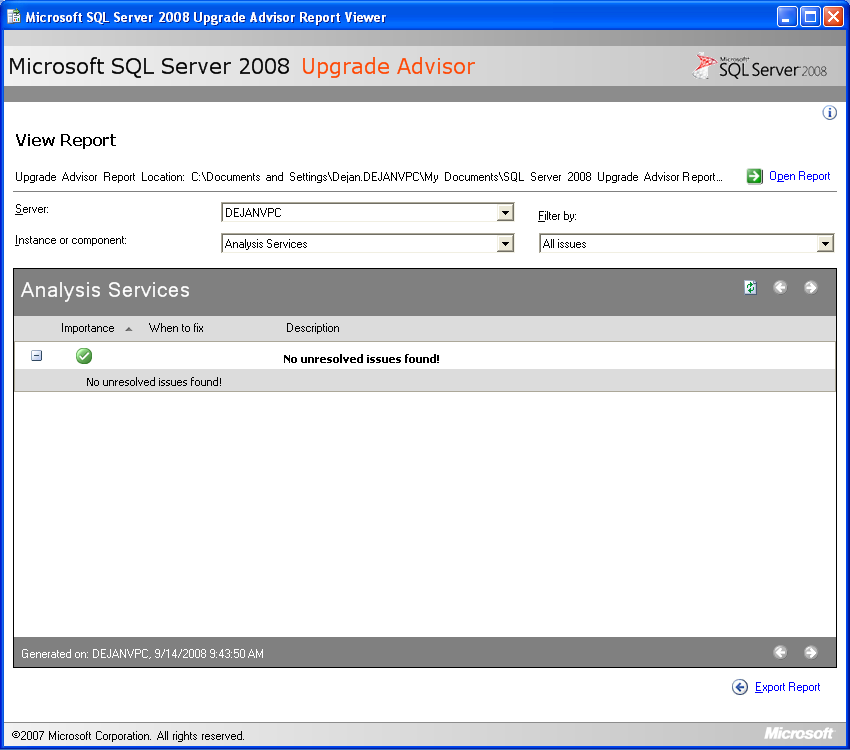 Microsoft SQL Server 2008 Upgrade Advisor Report Viewer
Microsoft SQL Server 2008 Upgrade Advisor
Microsoft
SQL Server 2008
View Report
Upgrade Advisor Report Location: C:\Documents and Settings\Dejan.DEJANVPC\My Documents\SQL Server 2008 Upgrade Advisor Report... Open Report
Server: DEJANVPC Filter by:
Instance or component: Analysis Services All issues
Analysis Services
Importance When to fix Description
No unresolved issues found!
No unresolved issues found!
Generated on: DEJANVPC, 9/14/2008 9:43:50 AM
Export Report
©2007 Microsoft Corporation. All rights reserved. Microsoft